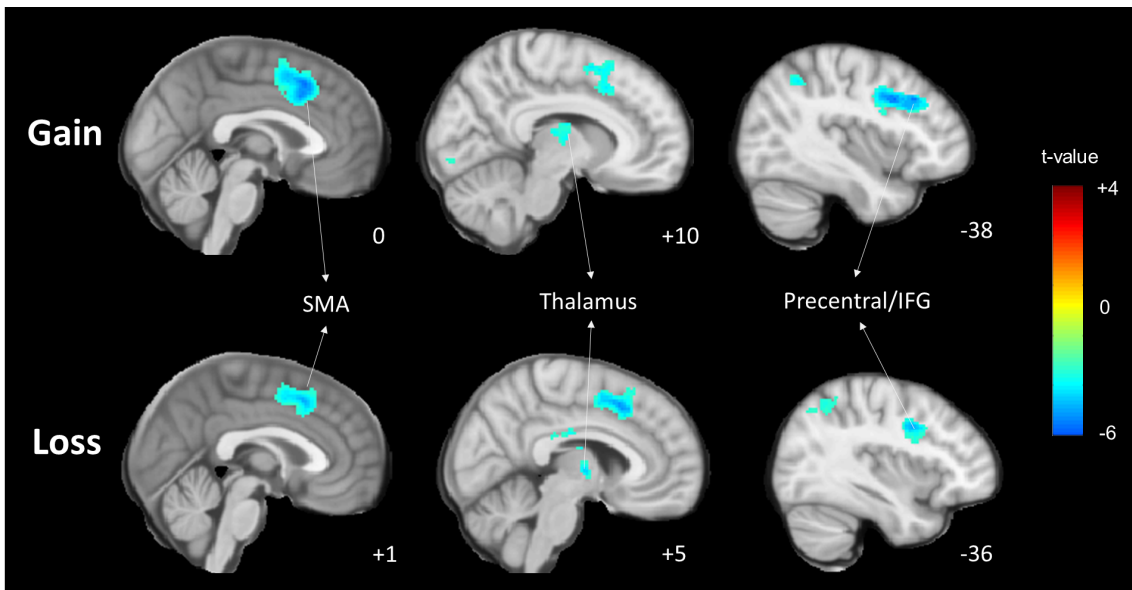 Gain
0
+10
-38
t-value
+4
0
-6
SMA
Thalamus
Precentral/IFG
Loss
+1
+5
-36